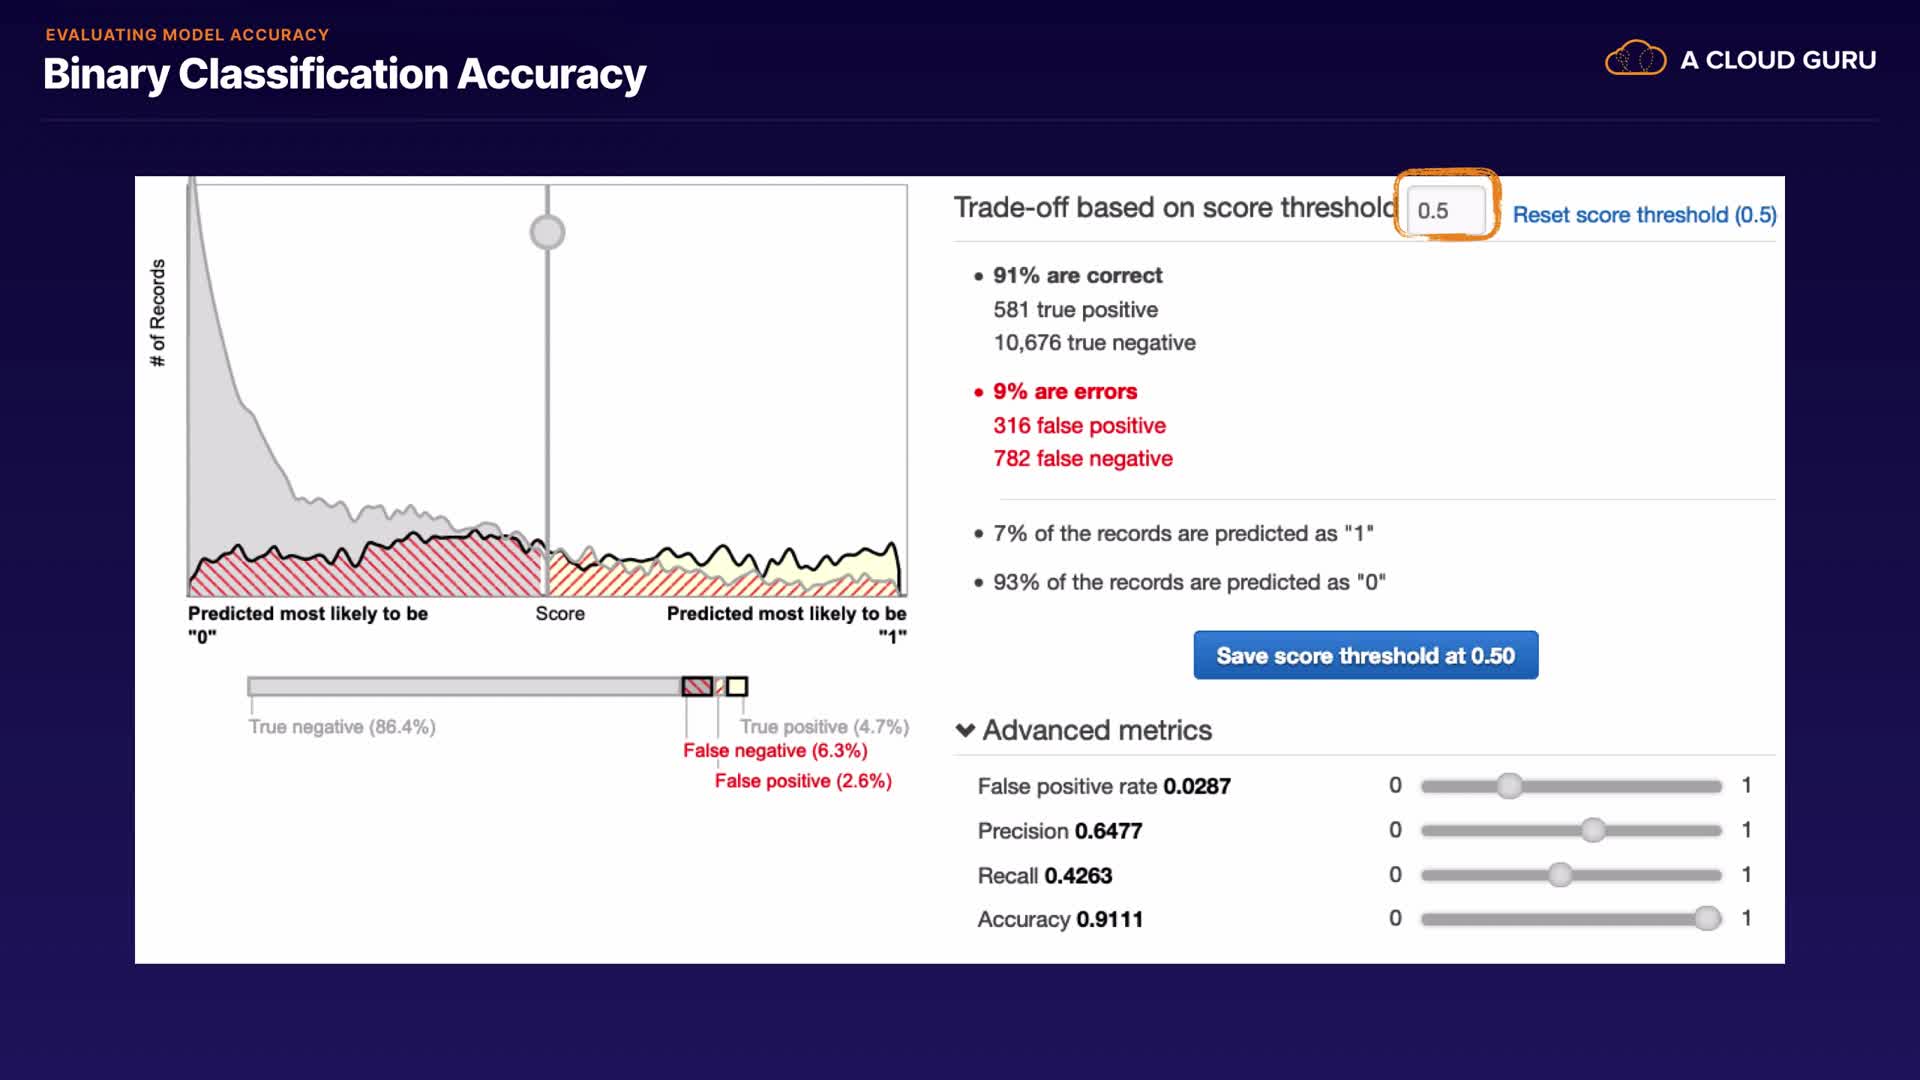 EVALUATING MODEL ACCURACY
Binary Classification Accuracy
A CLOUD GURU
# of Records
Predicted most likely to be
"0"
Score
Predicted most likely to be
"1"
True negative (86.4%)
True positive (4.7%)
False negative (6.3%)
False positive (2.6%)
Trade-off based on score threshold 0.5 Reset score threshold (0.5)
• 91% are correct
581 true positive
10,676 true negative
• 9% are errors
316 false positive
782 false negative
• 7% of the records are predicted as "1"
• 93% of the records are predicted as "0"
Save score threshold at 0.50
Advanced metrics
False positive rate 0.0287 0 1
Precision 0.6477 0 1
Recall 0.4263 0 1
Accuracy 0.9111 0 1